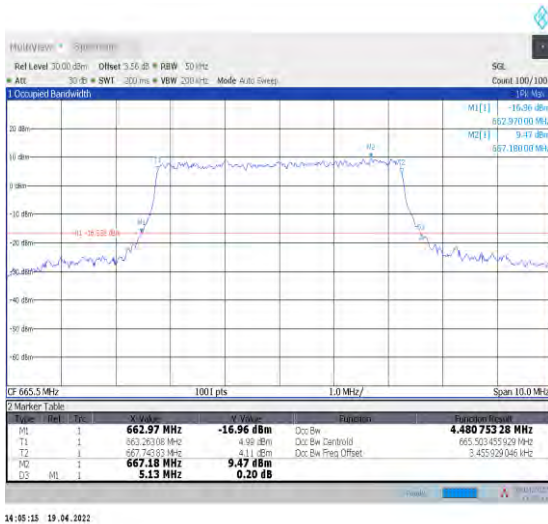 MultiView Spectrum
Ref Level 30.00 dBm Offset 3.56 dB RBW 50 kHz SGL
Att 30 dB SWT 200 ms VBW 200 kHz Mode Auto Sweep Count 100/100
1 Occupied Bandwidth 1Pk Max
M1[1] -16.96 dBm
662.97000 MHz
M2[1] 9.47 dBm
667.18000 MHz
20 dBm
M2
10 dBm
T1
0 dBm
-10 dBm
M1
D3
-20 dBm
-30 dBm
-40 dBm
-50 dBm
-60 dBm
CF 665.5 MHz 1001 pts 1.0 MHz/ Span 10.0 MHz
2 Marker Table
Type Ref Trc X-Value Y-Value Function Function Result
M1 1 662.97 MHz -16.96 dBm Occ Bw 4.480 753 28 MHz
T1 1 663.26308 MHz 4.99 dBm Occ Bw Centroid 665.503455929 MHz
T2 1 667.74383 MHz 4.11 dBm Occ Bw Freq Offset 3.455929046 kHz
M2 1 667.18 MHz 9.47 dBm
D3 M1 1 5.13 MHz 0.20 dB
14:05:15 19.04.2022